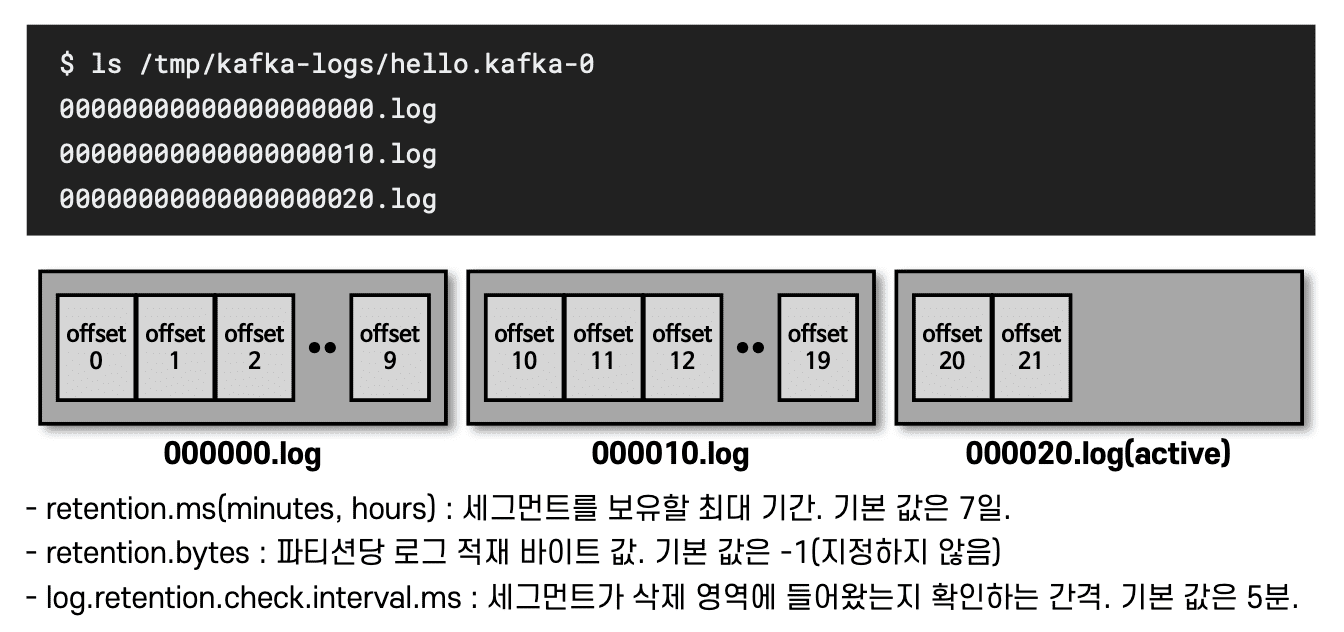 $ ls /tmp/kafka-logs/hello.kafka-0
00000000000000000000.log
00000000000000000010.log
00000000000000000020.log
offset 0
offset 1
offset 2
••
offset 9
offset 10
offset 11
offset 12
••
offset 19
offset 20
offset 21
000000.log
000010.log
000020.log(active)
- retention.ms(minutes, hours) : 세그먼트를 보유할 최대 기간. 기본 값은 7일.
- retention.bytes : 파티션당 로그 적재 바이트 값. 기본 값은 -1(지정하지 않음)
- log.retention.check.interval.ms : 세그먼트가 삭제 영역에 들어왔는지 확인하는 간격. 기본 값은 5분.